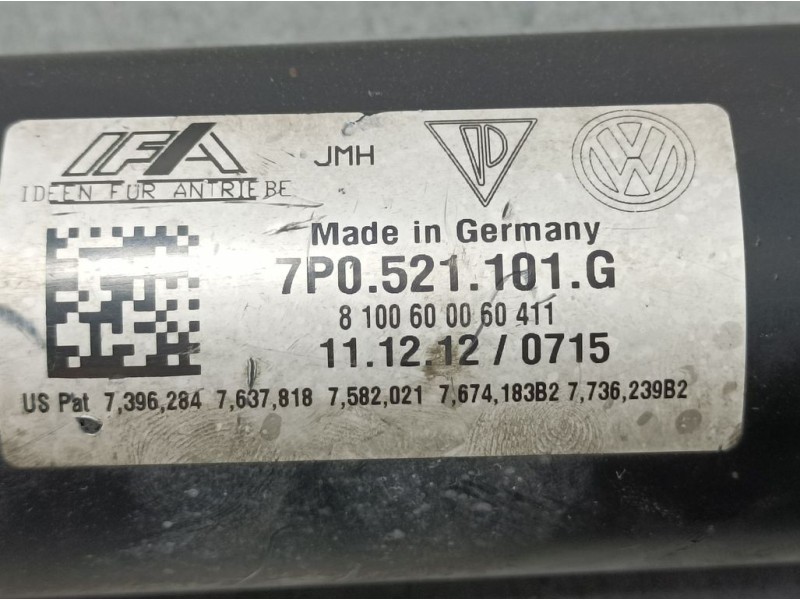 IFA
JMH
IDEEN FÜR ANTRIEBE
Made in Germany
7P0.521.101.G
8 100 60 00 60 411
11.12.12 / 0715
US Pat 7,396,284 7,637,818 7,582,021 7,674,183B2 7,736,239B2